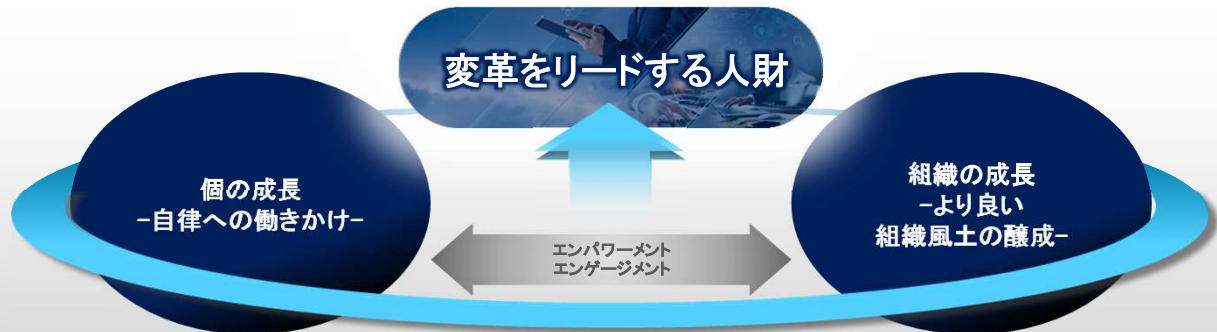 変革をリードする人財
個の成長
-自律への働きかけ-
エンパワーメント
エンゲージメント
組織の成長
-より良い
組織風土の醸成-